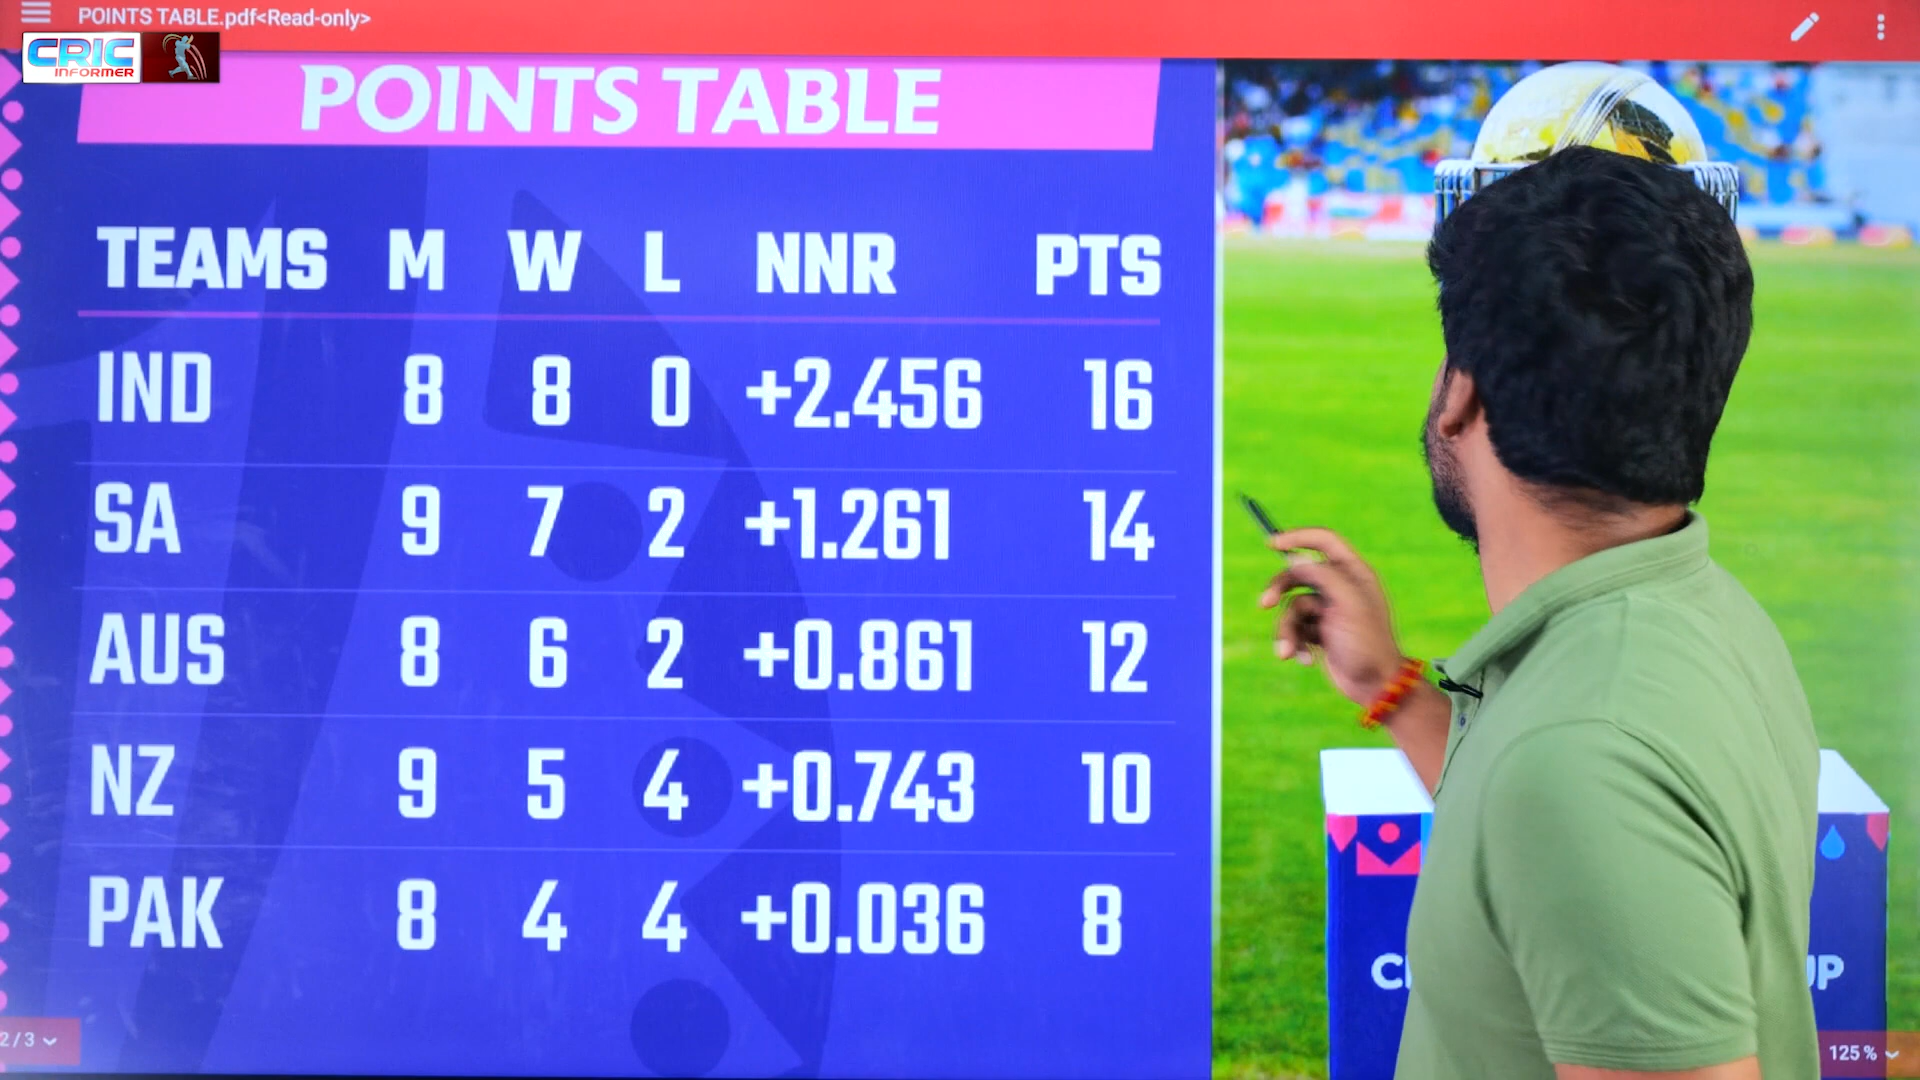 POINTS TABLE.pdf<Read-only>
CRIC
INFORMER
POINTS TABLE
TEAMS M W L NNR PTS
IND 8 8 0 +2.456 16
SA 9 7 2 +1.261 14
AUS 8 6 2 +0.861 12
NZ 9 5 4 +0.743 10
PAK 8 4 4 +0.036 8
2/3
125%